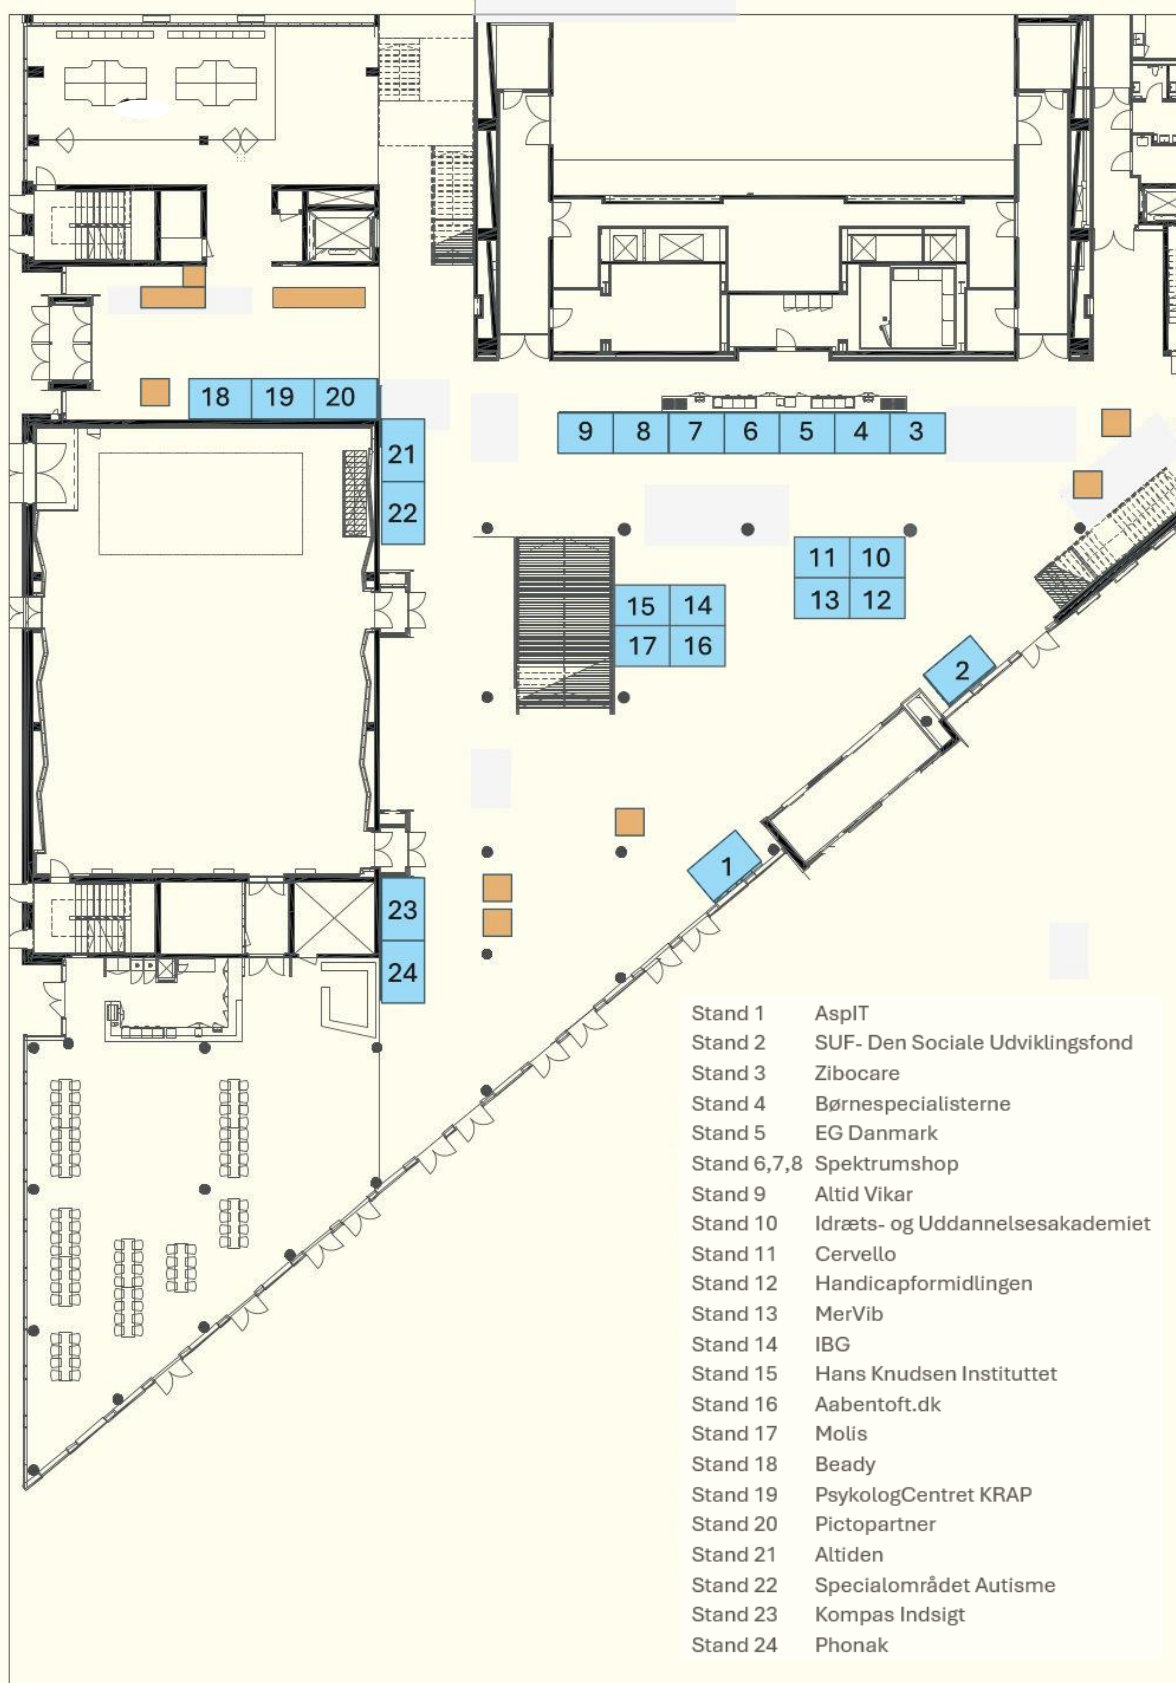 18 19 20
9 8 7 6 5 4 3
21
22
11 10
13 12
15 14
17 16
2
1
23
24
Stand 1 AspIT
Stand 2 SUF- Den Sociale Udviklingsfond
Stand 3 Zibocare
Stand 4 Børnespecialisterne
Stand 5 EG Danmark
Stand 6,7,8 Spektrumshop
Stand 9 Altid Vikar
Stand 10 Idræts- og Uddannelsesakademiet
Stand 11 Cervello
Stand 12 Handicapformidlingen
Stand 13 MerVib
Stand 14 IBG
Stand 15 Hans Knudsen Instituttet
Stand 16 Aabentoft.dk
Stand 17 Molis
Stand 18 Beady
Stand 19 PsykologCentret KRAP
Stand 20 Pictopartner
Stand 21 Altiden
Stand 22 Specialområdet Autisme
Stand 23 Kompas Indsigt
Stand 24 Phonak